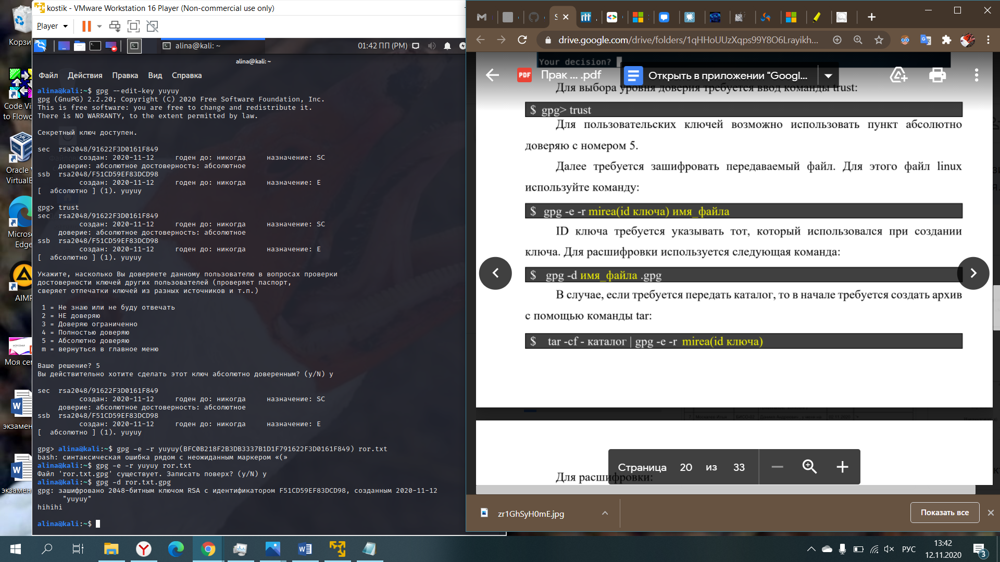 kostik - VMware Workstation 16 Player (Non-commercial use only)
Player
alina@kali: ~
01:42 ПП (PM)
alina@kali: ~
Файл Действия Правка Вид Справка
alina@kali:~$ gpg --edit-key yuyuy
gpg (GnuPG) 2.2.20; Copyright (C) 2020 Free Software Foundation, Inc.
This is free software: you are free to change and redistribute it.
There is NO WARRANTY, to the extent permitted by law.
Секретный ключ доступен.
sec rsa2048/91622F3D0161F849
создан: 2020-11-12 годен до: никогда назначение: SC
доверие: абсолютное достоверность: абсолютное
ssb rsa2048/F51CD59EF83DCD98
создан: 2020-11-12 годен до: никогда назначение: E
[ абсолютно ] (1). yuyuy
gpg> trust
sec rsa2048/91622F3D0161F849
создан: 2020-11-12 годен до: никогда назначение: SC
доверие: абсолютное достоверность: абсолютное
ssb rsa2048/F51CD59EF83DCD98
создан: 2020-11-12 годен до: никогда назначение: E
[ абсолютно ] (1). yuyuy
Укажите, насколько Вы доверяете данному пользователю в вопросах проверки
достоверности ключей других пользователей (проверяет паспорт,
сверяет отпечатки ключей из разных источников и т.п.)
1 = Не знаю или не буду отвечать
2 = НЕ доверяю
3 = Доверяю ограниченно
4 = Полностью доверяю
5 = Абсолютно доверяю
m = вернуться в главное меню
Ваше решение? 5
Вы действительно хотите сделать этот ключ абсолютно доверенным? (y/N) y
sec rsa2048/91622F3D0161F849
создан: 2020-11-12 годен до: никогда назначение: SC
доверие: абсолютное достоверность: абсолютное
ssb rsa2048/F51CD59EF83DCD98
создан: 2020-11-12 годен до: никогда назначение: E
[ абсолютно ] (1). yuyuy
gpg> alina@kali:~$ gpg -e -r yuyuy(BFC0B218F2B3DB3337B1D1F791622F3D0161F849) ror.txt
bash: синтаксическая ошибка рядом с неожиданным маркером «(»
alina@kali:~$ gpg -e -r yuyuy ror.txt
Файл 'ror.txt.gpg' существует. Записать поверх? (y/N) y
alina@kali:~$ gpg -d ror.txt.gpg
gpg: зашифровано 2048-битным ключом RSA с идентификатором F51CD59EF83DCD98, созданным 2020-11-12
"yuyuy"
hihihi
alina@kali:~$
Корзи
Code Vi
to Flowc
Oracle
VirtualB
Micros
Edge
AIMP
Моя се
экзамен
экзамен
drive.google.com/drive/folders/1qHHoUUzXqps99Y8O6Lrayikh...
Your decision?
PDF Прак ... .pdf
Открыть в приложении "Googl...
Для выбора уровня доверия требуется ввод команды trust:
$ gpg> trust
Для пользовательских ключей возможно использовать пункт абсолютно
доверяю с номером 5.
Далее требуется зашифровать передаваемый файл. Для этого файл linux
используйте команду:
$ gpg -e -r mirea(id ключа) имя_файла
ID ключа требуется указывать тот, который использовался при создании
ключа. Для расшифровки используется следующая команда:
$ gpg -d имя_файла .gpg
В случае, если требуется передать каталог, то в начале требуется создать архив
с помощью команды tar:
$ tar -cf - каталог | gpg -e -r mirea(id ключа)
Страница 20 из 33
Для расшифровки:
zr1GhSyH0mE.jpg
Показать все
РУС
13:42
12.11.2020
3